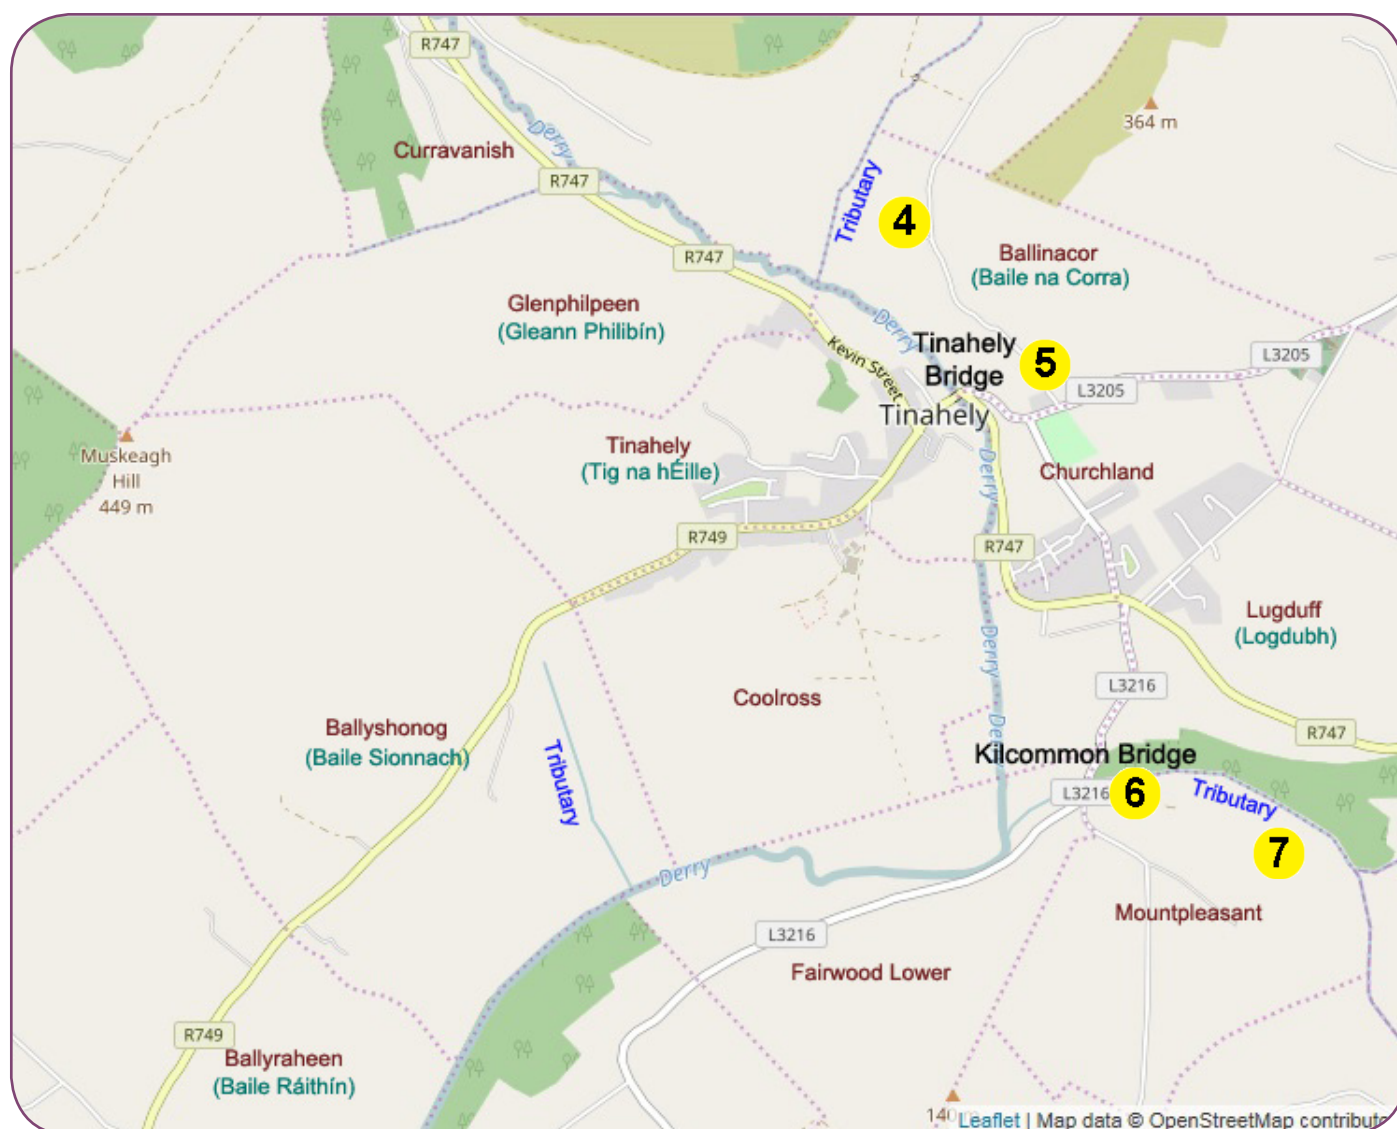 R747
364 m
Derry
Curravanish
R747
Tributary
4
R747
Ballinacor
(Baile na Corra)
Glenphilpeen
(Gleann Philibín)
Derry
Kevin Street
Tinahely
Bridge
5
L3205
L3205
Tinahely
Muskeagh
Hill
449 m
Tinahely
(Tig na hÉille)
Churchland
Derry
R749
R747
Lugduff
(Logdubh)
Derry
L3216
Coolross
Ballyshonog
(Baile Sionnach)
Derry
R747
Kilcommon Bridge
Tributary
L3216
6
Tributary
7
Derry
Mountpleasant
L3216
Fairwood Lower
R749
Ballyraheen
(Baile Ráithín)
140
Leaflet | Map data © OpenStreetMap contribute